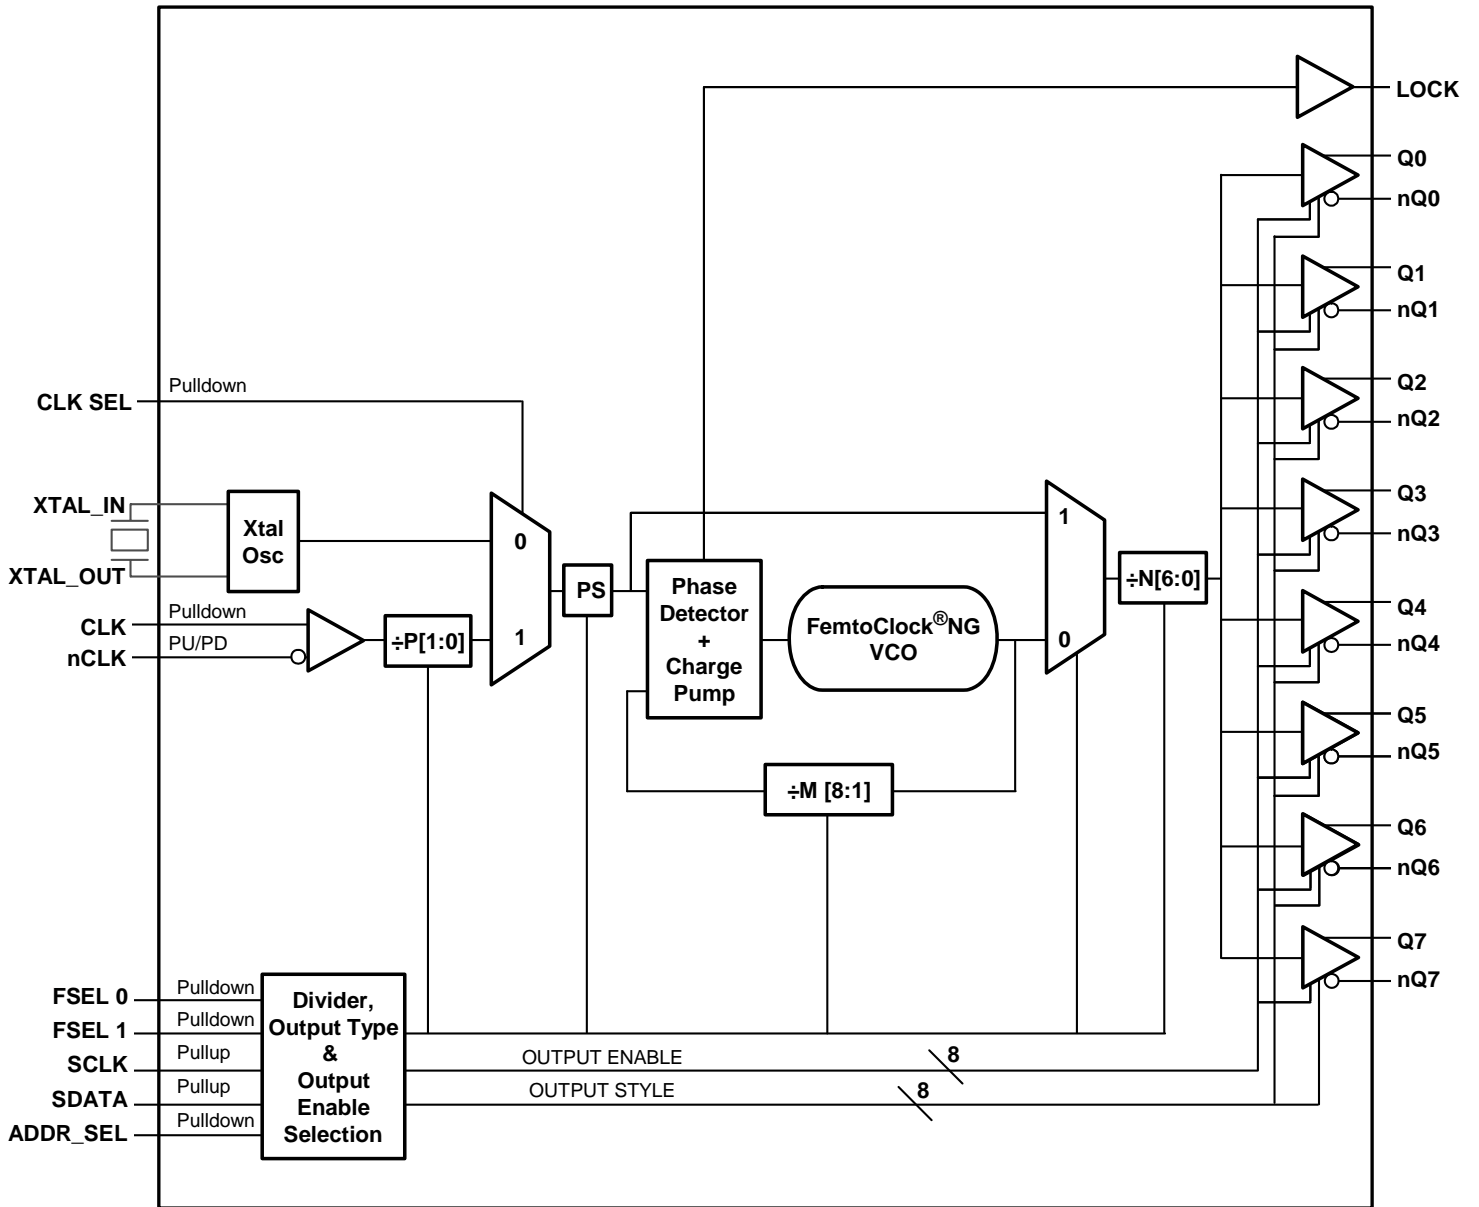 LOCK
Q0
nQ0
Q1
nQ1
Pulldown
CLK SEL
Q2
nQ2
XTAL_IN
XTAL_OUT
Xtal
Osc
0
1
PS
Phase
Detector
+
Charge
Pump
FemtoClock®NG
VCO
1
0
÷N[6:0]
Q3
nQ3
Pulldown
CLK
PU/PD
nCLK
÷P[1:0]
Q4
nQ4
÷M [8:1]
Q5
nQ5
Q6
nQ6
Q7
nQ7
FSEL 0
Pulldown
FSEL 1
Pulldown
SCLK
Pullup
SDATA
Pullup
ADDR_SEL
Pulldown
Divider,
Output Type
&
Output
Enable
Selection
OUTPUT ENABLE
8
OUTPUT STYLE
8